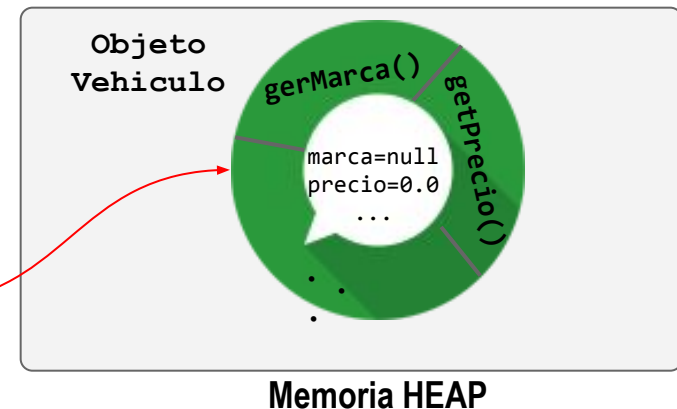 Objeto
Vehiculo
gerMarca()
getPrecio()
marca=null
precio=0.0
...
. . .
Memoria HEAP